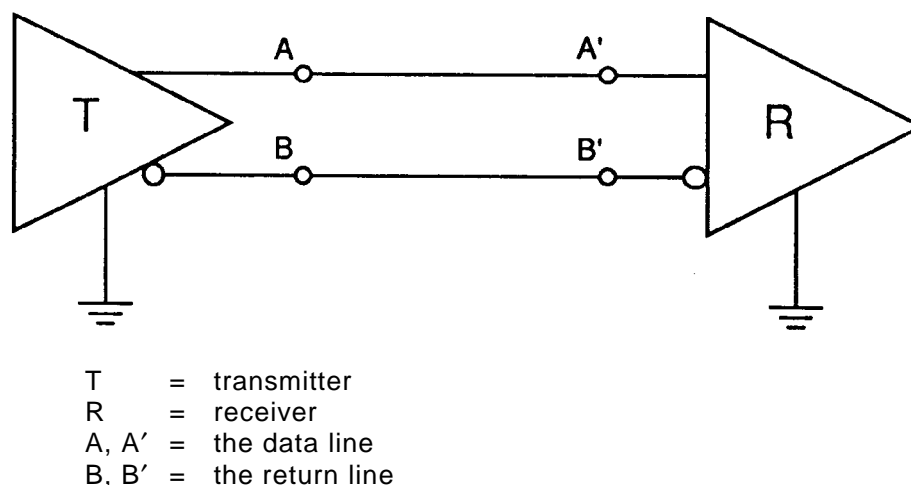 A A'
T R
B B'
T = transmitter
R = receiver
A, A′ = the data line
B, B′ = the return line